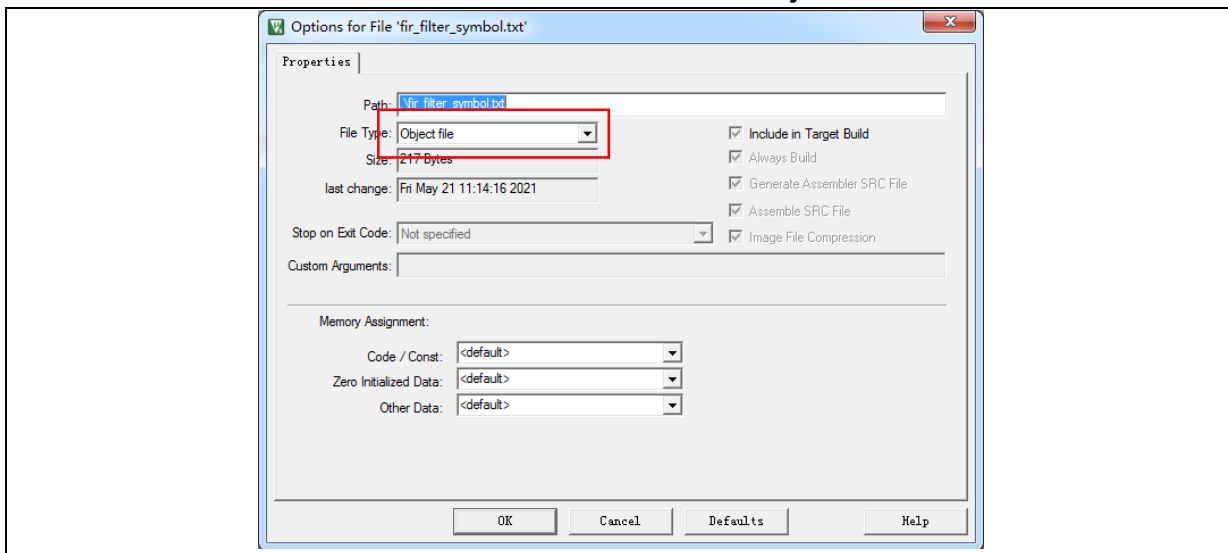 Options for File 'fir_filter_symbol.txt'
Properties
Path: .\fir_filter_symbol.txt
File Type: Object file
Include in Target Build
Size: 217 Bytes
Always Build
last change: Fri May 21 11:14:16 2021
Generate Assembler SRC File
Assemble SRC File
Stop on Exit Code: Not specified
Image File Compression
Custom Arguments:
Memory Assignment:
Code / Const: <default>
Zero Initialized Data: <default>
Other Data: <default>
OK Cancel Defaults Help